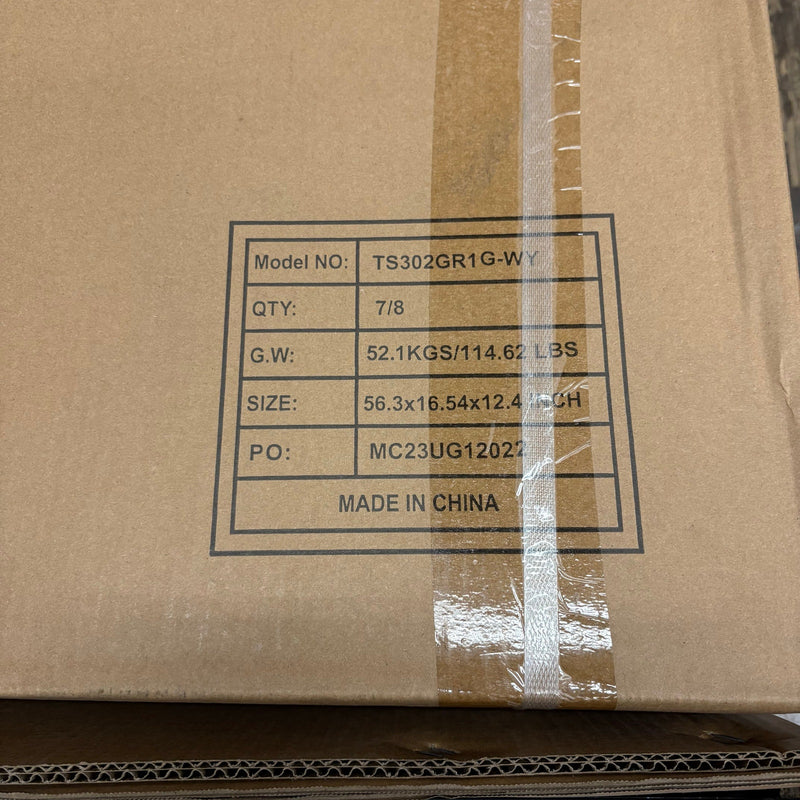 Model NO: TS302GR1G-WY
QTY: 7/8
G.W: 52.1KGS/114.62 LBS
SIZE: 56.3x16.54x12.4 INCH
PO: MC23UG12022
MADE IN CHINA